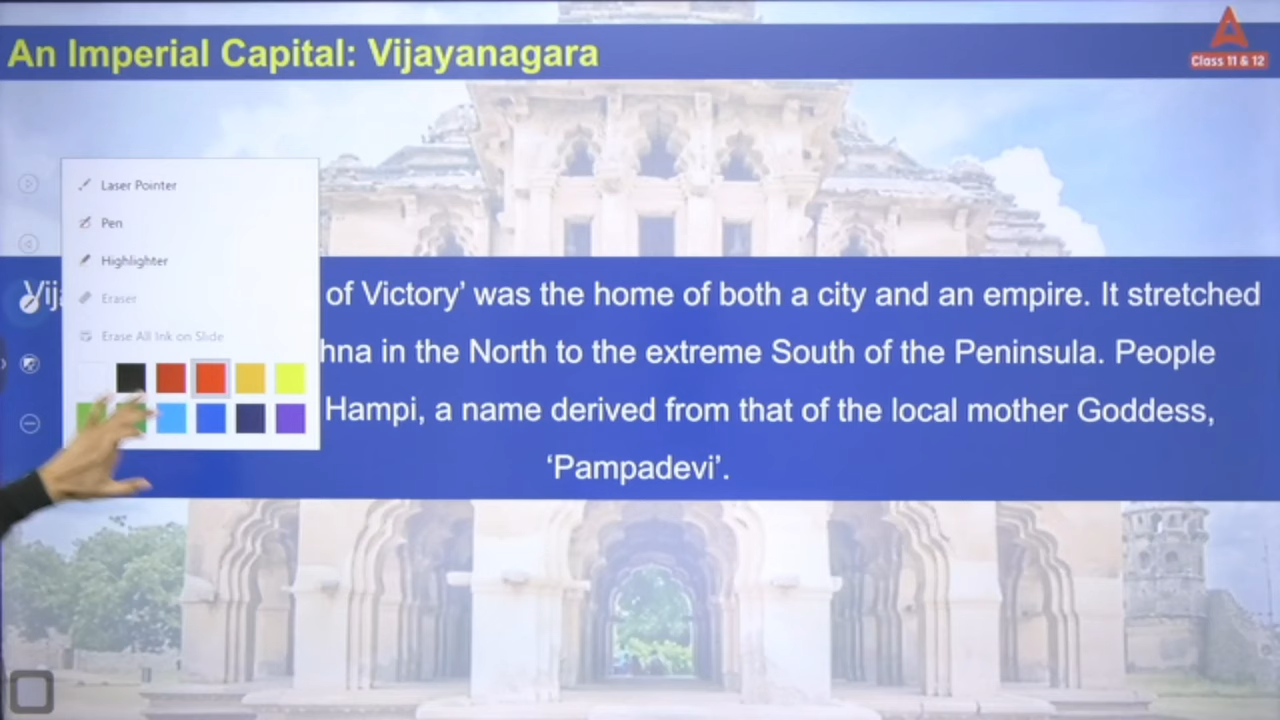 An Imperial Capital: Vijayanagara
Class 11 & 12
Laser Pointer
Pen
Highlighter
Eraser
Erase All Ink on Slide
of Victory’ was the home of both a city and an empire. It stretched
in the North to the extreme South of the Peninsula. People
Hampi, a name derived from that of the local mother Goddess,
‘Pampadevi’.